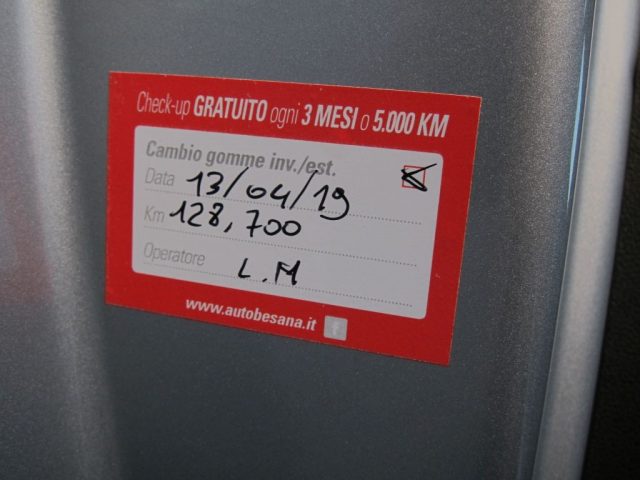 Check-up GRATUITO ogni 3 MESI o 5.000 KM
Cambio gomme inv./est.
Data 13/04/19
Km 128,700
Operatore L.M
www.autobesana.it